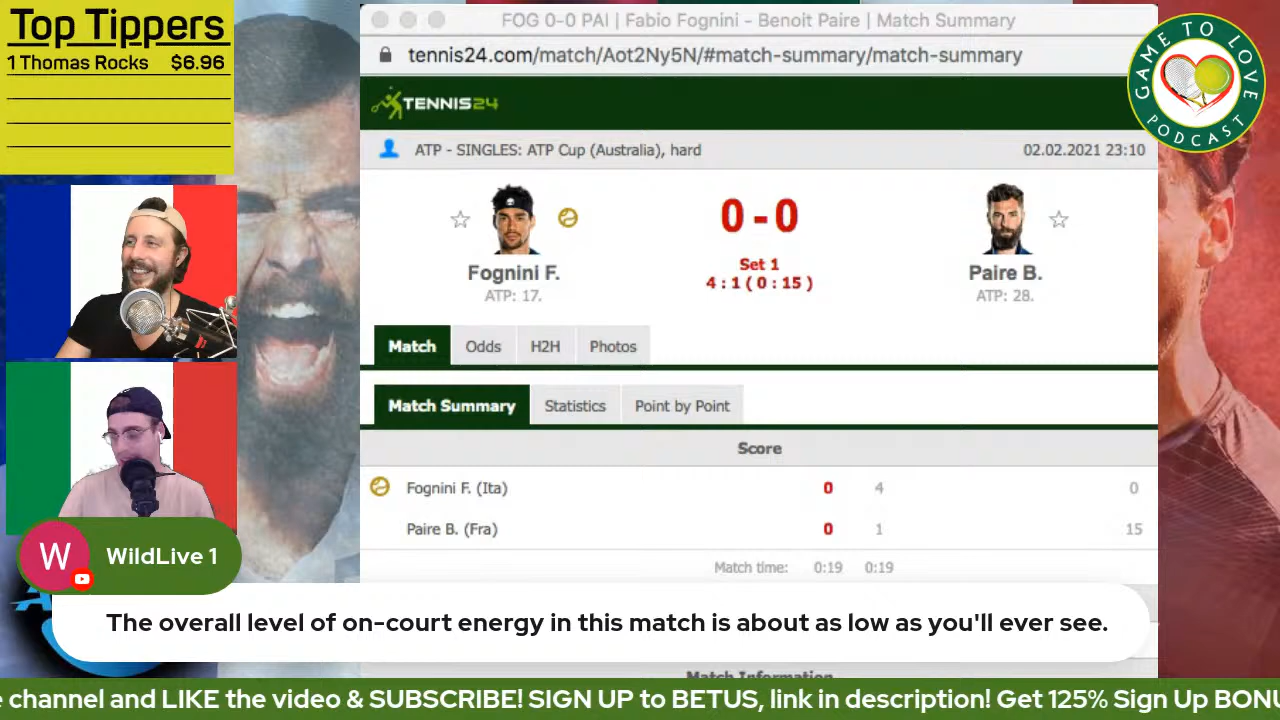 Top Tippers
1 Thomas Rocks $6.96
FOG 0-0 PAI | Fabio Fognini - Benoit Paire | Match Summary
tennis24.com/match/Aot2Ny5N/#match-summary/match-summary
GAME TO LOVE
PODCAST
TENNIS24
ATP - SINGLES: ATP Cup (Australia), hard 02.02.2021 23:10
0 - 0
Set 1
4 : 1 ( 0 : 15 )
Fognini F.
ATP: 17.
Paire B.
ATP: 28.
Match Odds H2H Photos
Match Summary Statistics Point by Point
Score
Fognini F. (Ita) 0 4 0
Paire B. (Fra) 0 1 15
Match time: 0:19 0:19
W WildLive 1
The overall level of on-court energy in this match is about as low as you'll ever see.
Match Information
e channel and LIKE the video & SUBSCRIBE! SIGN UP to BETUS, link in description! Get 125% Sign Up BONU